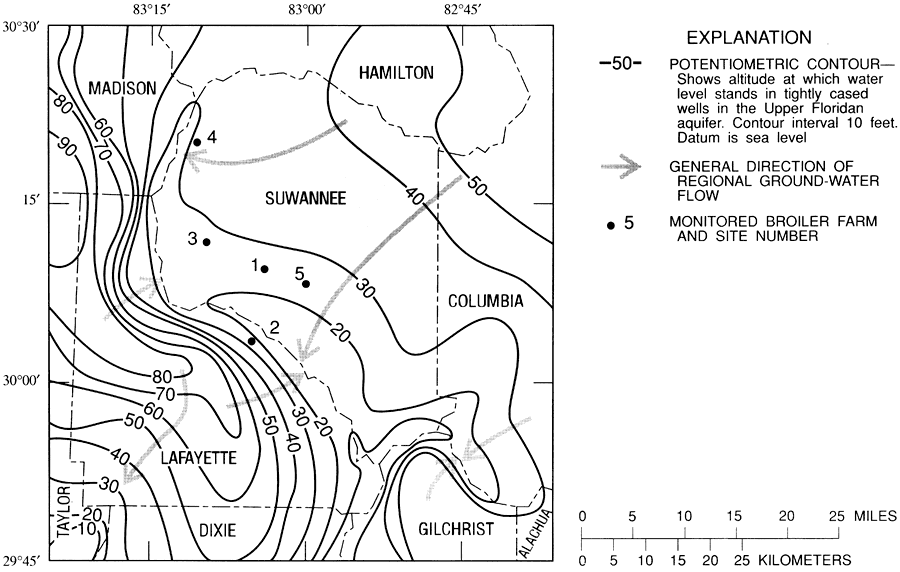 83°15' 83°00' 82°45'
30°30'
EXPLANATION
HAMILTON
–50– POTENTIOMETRIC CONTOUR—
MADISON
Shows altitude at which water
level stands in tightly cased
80
60
wells in the Upper Floridan
aquifer. Contour interval 10 feet.
4
Datum is sea level
90
70
GENERAL DIRECTION OF
REGIONAL GROUND-WATER
FLOW
40
50
SUWANNEE
15'
3
5 MONITORED BROILER FARM
AND SITE NUMBER
1
5
30
COLUMBIA
2
20
30°00'
80
70
60
50
50
40
30
20
40
LAFAYETTE
30
TAYLOR
20
10
DIXIE
GILCHRIST
ALACHUA
0 5 10 15 20 25 MILES
0 5 10 15 20 25 KILOMETERS
29°45'